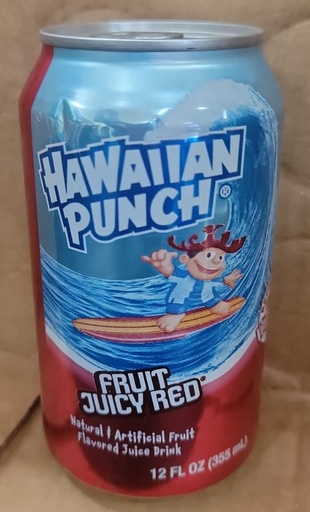 HAWAIIAN
PUNCH®
FRUIT
JUICY RED®
Natural & Artificial Fruit
Flavored Juice Drink
12 FL OZ (355 mL)